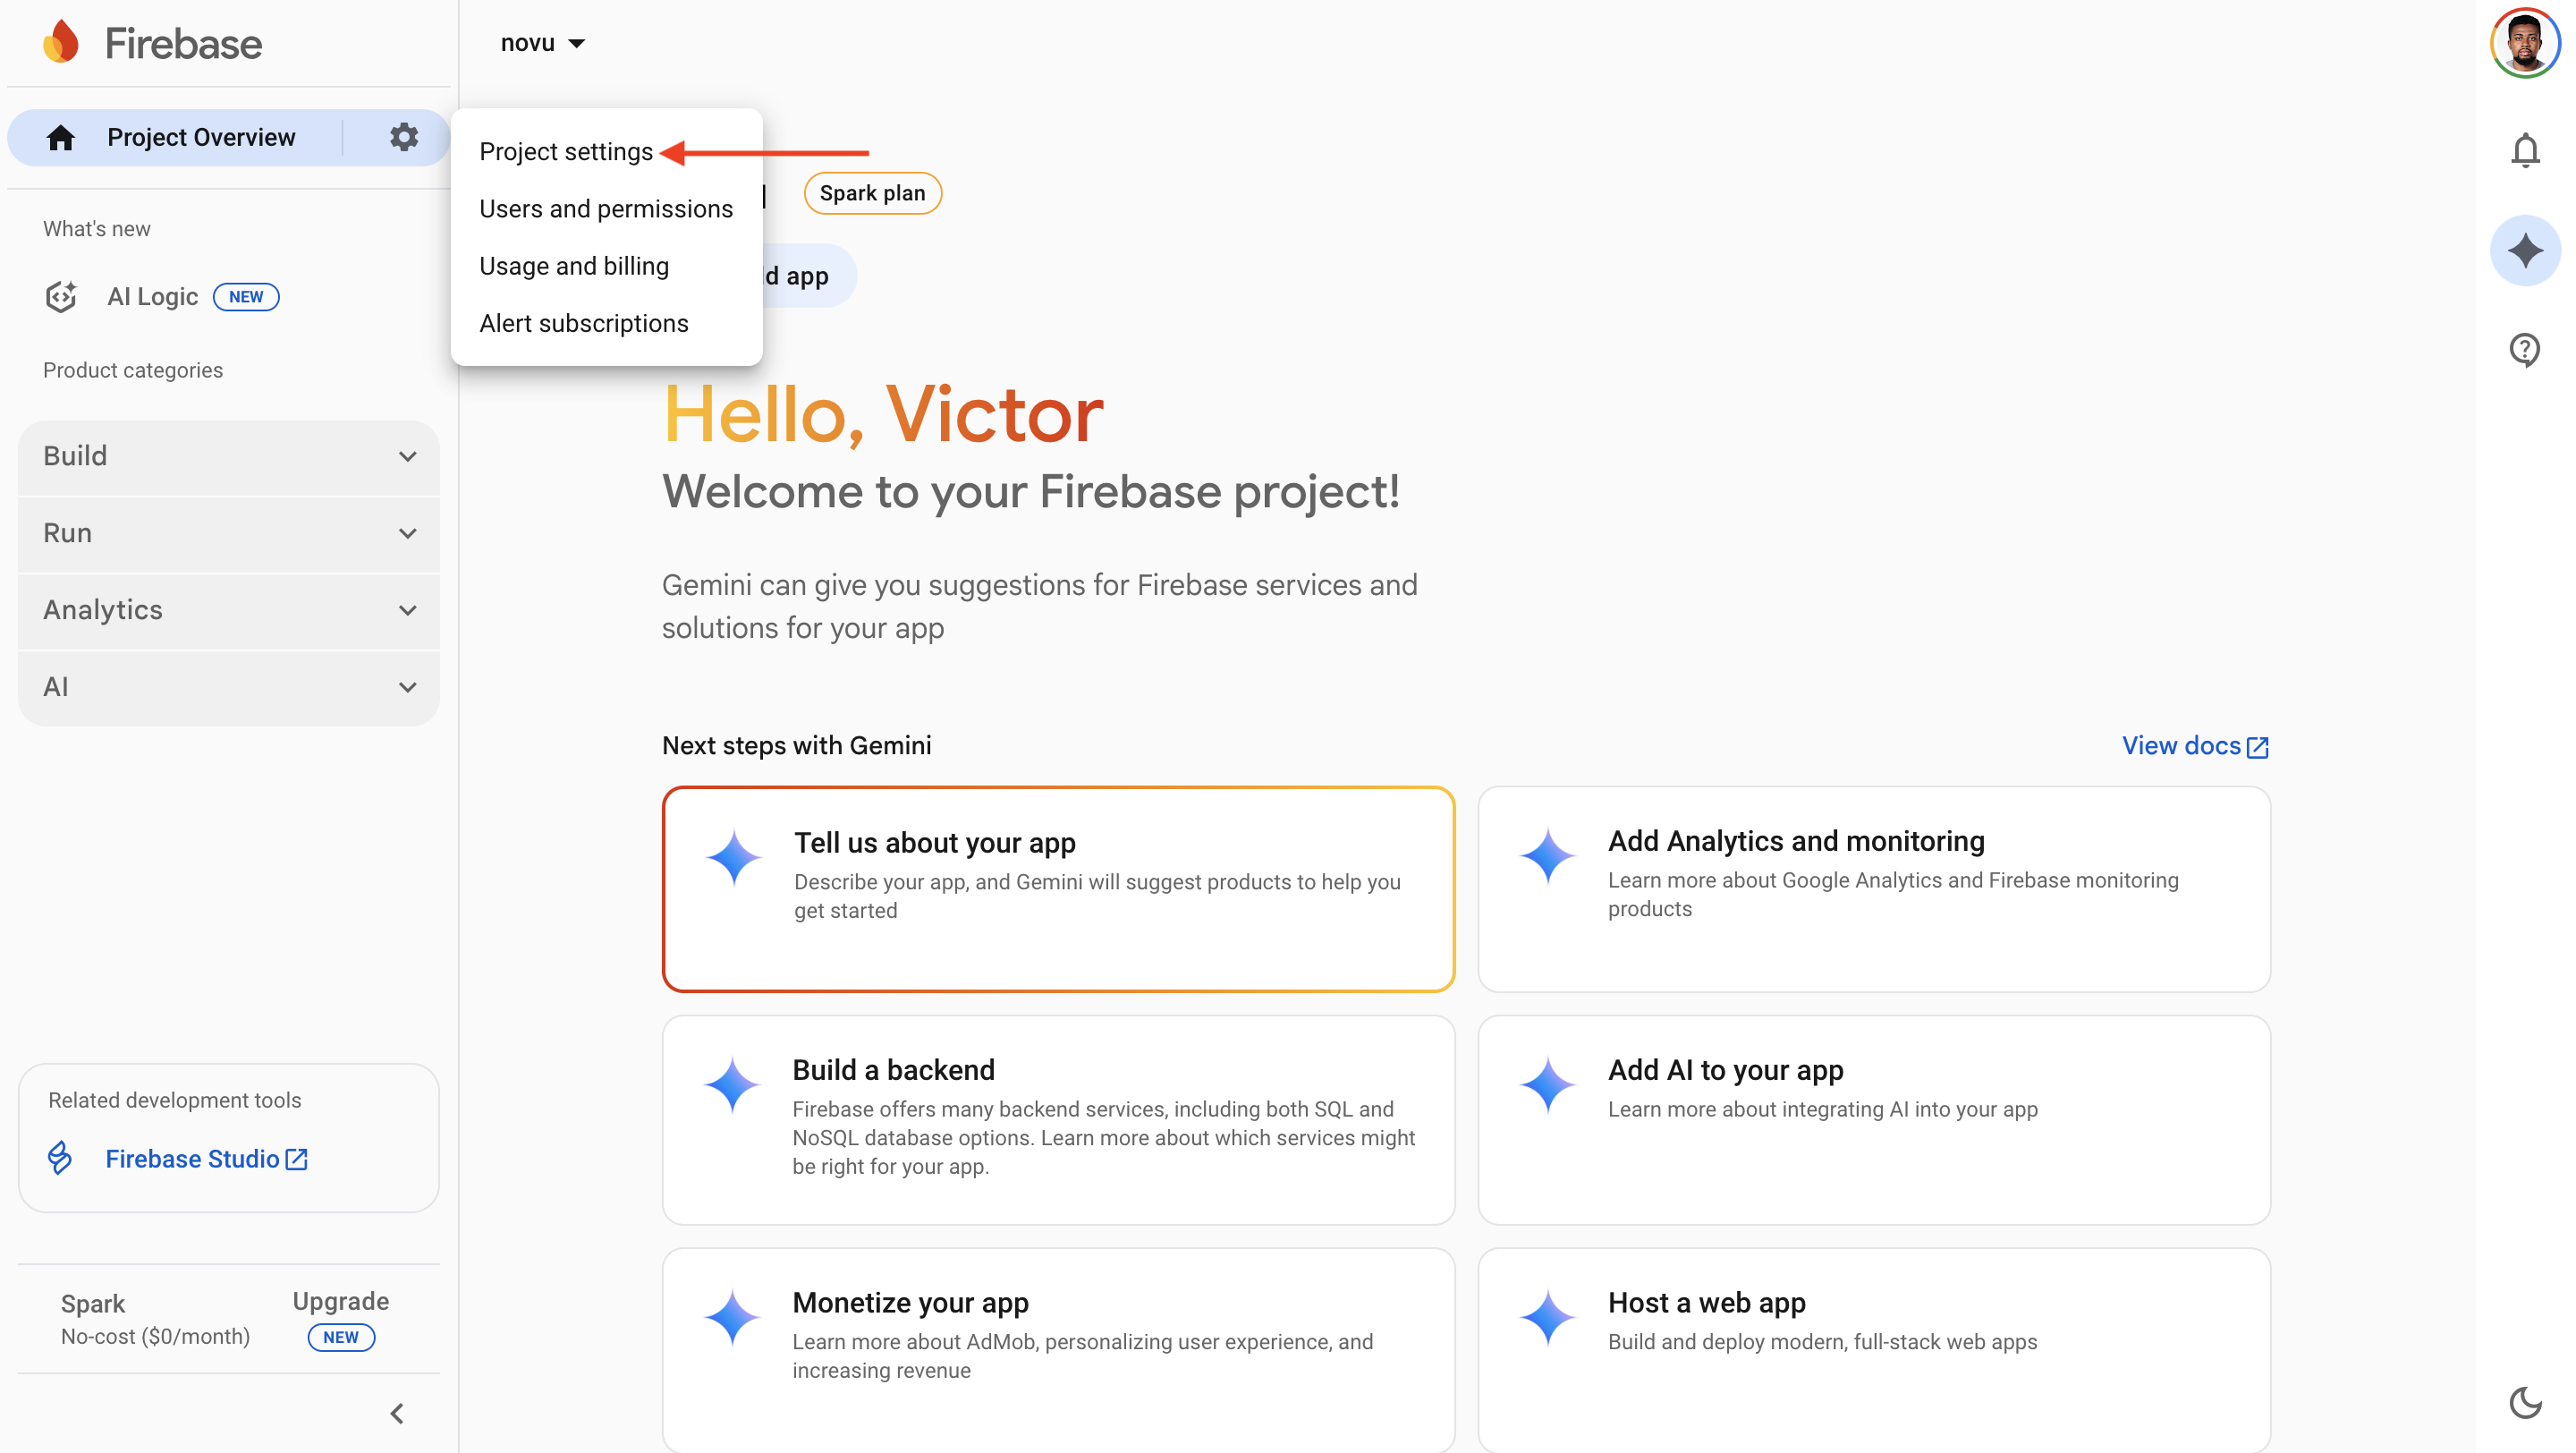 Firebase
novu
Project Overview
Project settings
Users and permissions
Usage and billing
Alert subscriptions
Spark plan
d app
What's new
AI Logic NEW
Product categories
Build
Run
Analytics
AI
Related development tools
Firebase Studio
Spark
No-cost ($0/month)
Upgrade
NEW
Hello, Victor
Welcome to your Firebase project!
Gemini can give you suggestions for Firebase services and
solutions for your app
Next steps with Gemini
View docs
Tell us about your app
Describe your app, and Gemini will suggest products to help you
get started
Add Analytics and monitoring
Learn more about Google Analytics and Firebase monitoring
products
Build a backend
Firebase offers many backend services, including both SQL and
NoSQL database options. Learn more about which services might
be right for your app.
Add AI to your app
Learn more about integrating AI into your app
Monetize your app
Learn more about AdMob, personalizing user experience, and
increasing revenue
Host a web app
Build and deploy modern, full-stack web apps